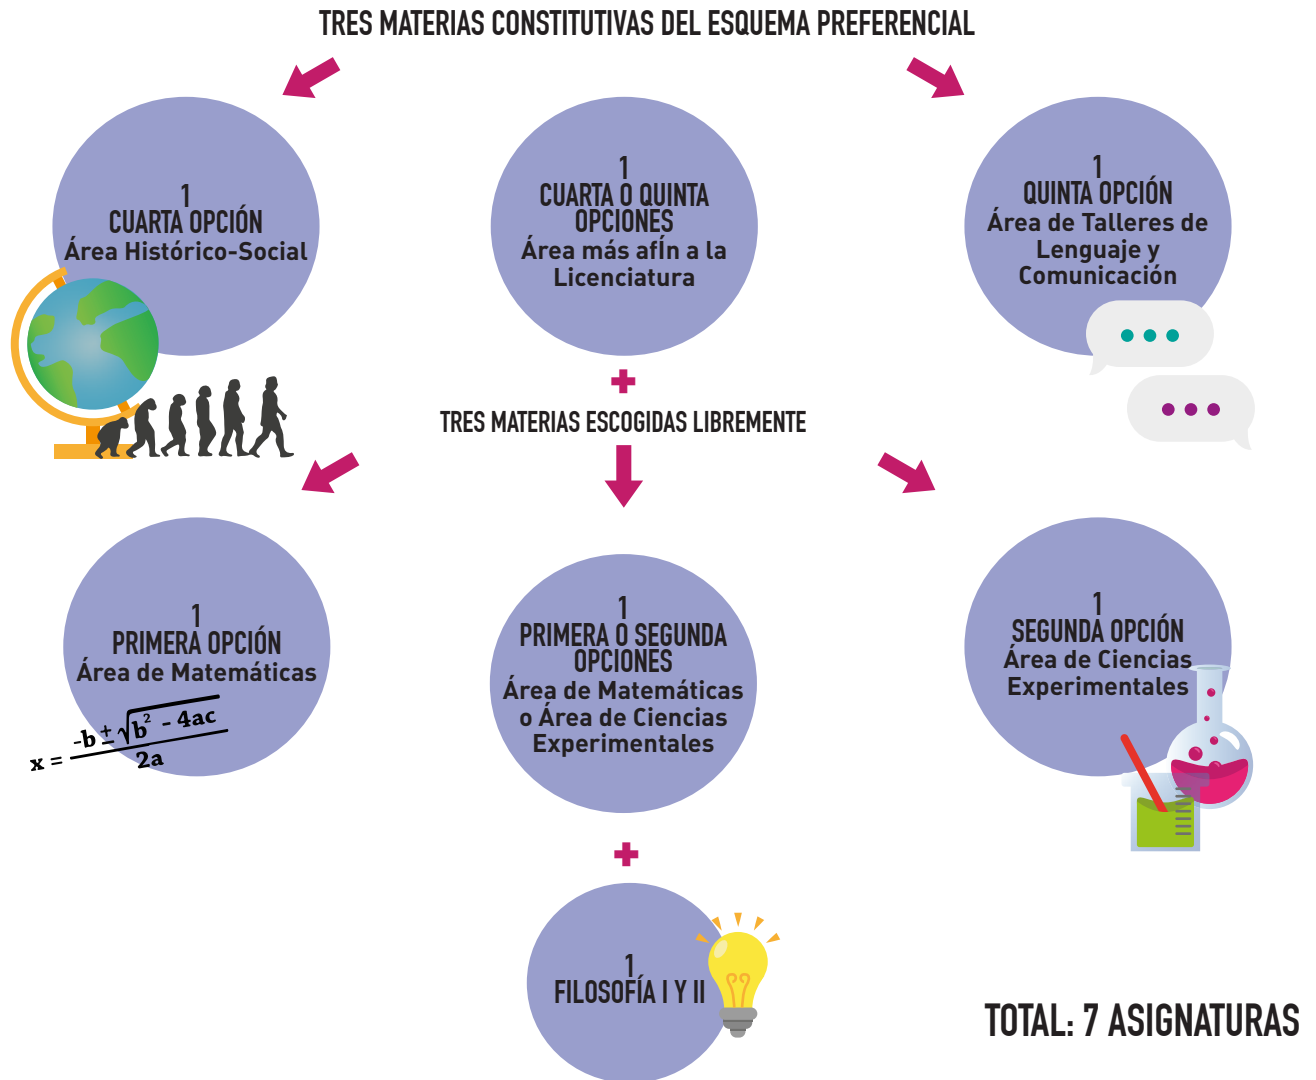 TRES MATERIAS CONSTITUTIVAS DEL ESQUEMA PREFERENCIAL
1
CUARTA OPCIÓN
Área Histórico-Social
1
CUARTA O QUINTA
OPCIONES
Área más afÍn a la
Licenciatura
1
QUINTA OPCIÓN
Área de Talleres de
Lenguaje y
Comunicación
TRES MATERIAS ESCOGIDAS LIBREMENTE
1
PRIMERA OPCIÓN
Área de Matemáticas
x = -b ± √b² - 4ac
2a
1
PRIMERA O SEGUNDA
OPCIONES
Área de Matemáticas
o Área de Ciencias
Experimentales
1
SEGUNDA OPCIÓN
Área de Ciencias
Experimentales
1
FILOSOFÍA I Y II
TOTAL: 7 ASIGNATURAS